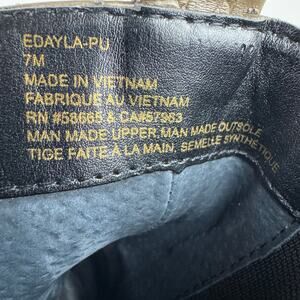 EDAYLA-PU
7M
MADE IN VIETNAM
FABRIQUE AU VIETNAM
RN #58665 & CA#57963
MAN MADE UPPER, MAN MADE OUTSOLE
TIGE FAITE À LA MAIN, SEMELLE SYNTHÉTIQUE